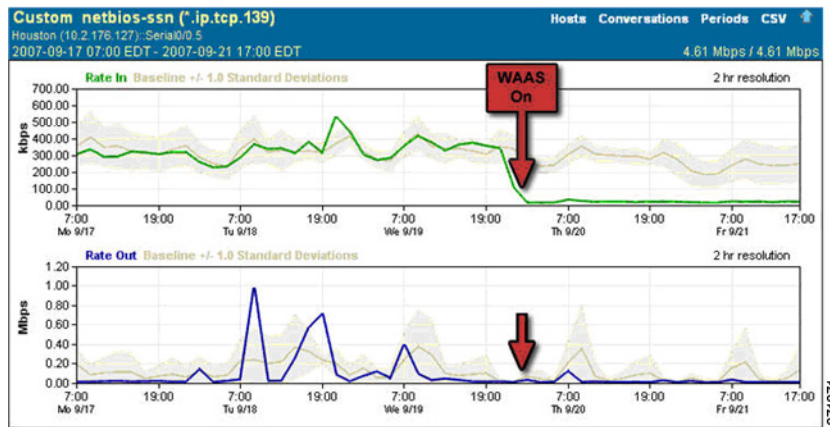 Custom netbios-ssn (*.ip.tcp.139) Hosts Conversations Periods CSV
Houston (10.2.176.127)::Serial0/0.5
2007-09-17 07:00 EDT - 2007-09-21 17:00 EDT 4.61 Mbps / 4.61 Mbps
Rate In Baseline +/- 1.0 Standard Deviations 2 hr resolution
WAAS
On
kbps
700.00
600.00
500.00
400.00
300.00
200.00
100.00
0.00
7:00 19:00 7:00 19:00 7:00 19:00 7:00 19:00 7:00 17:00
Mo 9/17 Tu 9/18 We 9/19 Th 9/20 Fr 9/21
Rate Out Baseline +/- 1.0 Standard Deviations 2 hr resolution
Mbps
1.20
1.00
0.80
0.60
0.40
0.20
0.00
7:00 19:00 7:00 19:00 7:00 19:00 7:00 19:00 7:00 17:00
Mo 9/17 Tu 9/18 We 9/19 Th 9/20 Fr 9/21